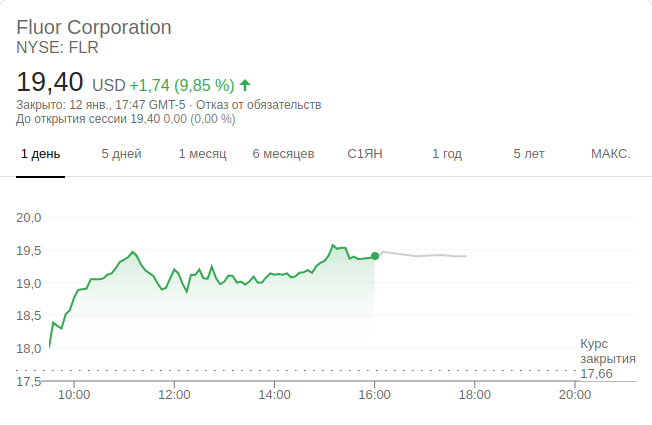 Fluor Corporation
NYSE: FLR
19,40 USD +1,74 (9,85 %)
Закрыто: 12 янв., 17:47 GMT-5 · Отказ от обязательств
До открытия сессии 19,40 0,00 (0,00 %)
1 день 5 дней 1 месяц 6 месяцев С1ЯН 1 год 5 лет МАКС.
20,0
19,5
19,0
18,5
18,0
17,5
Курс
закрытия
17,66
10:00 12:00 14:00 16:00 18:00 20:00